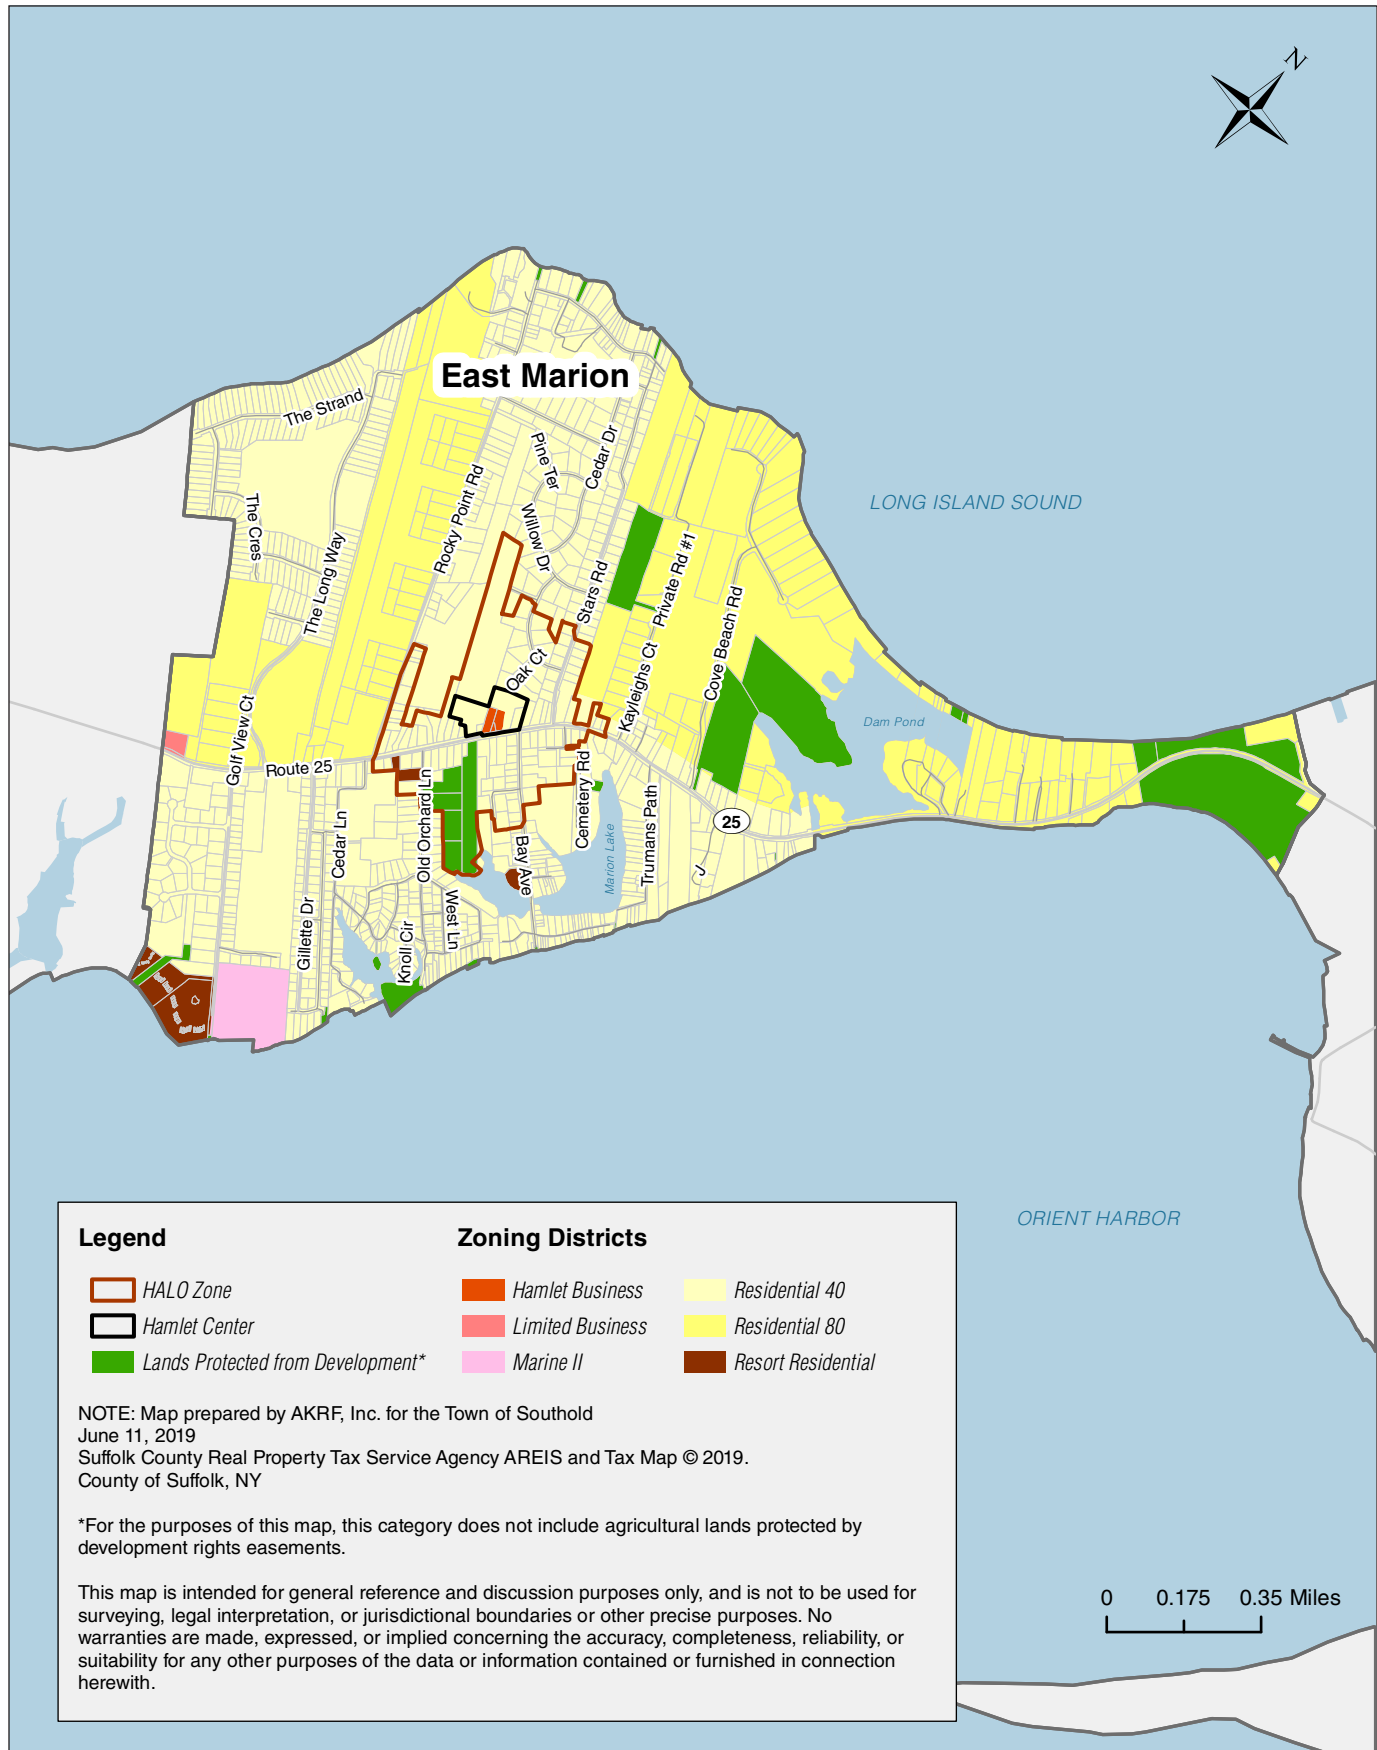 N
East Marion
The Strand
Pine Ter
Cedar Dr
Rocky Point Rd
LONG ISLAND SOUND
The Cres
Willow Dr
The Long Way
Stars Rd
Private Rd #1
Cove Beach Rd
Oak Ct
Kayleighs Ct
Golf View Ct
Dam Pond
Route 25
Old Orchard Ln
Cemetery Rd
Trumans Path
25
Cedar Ln
Bay Ave
Marion Lake
J
Gillette Dr
Knoll Cir
West Ln
ORIENT HARBOR
Legend
HALO Zone
Hamlet Center
Lands Protected from Development*
Zoning Districts
Hamlet Business
Limited Business
Marine II
Residential 40
Residential 80
Resort Residential
NOTE: Map prepared by AKRF, Inc. for the Town of Southold
June 11, 2019
Suffolk County Real Property Tax Service Agency AREIS and Tax Map © 2019.
County of Suffolk, NY
*For the purposes of this map, this category does not include agricultural lands protected by
development rights easements.
This map is intended for general reference and discussion purposes only, and is not to be used for
surveying, legal interpretation, or jurisdictional boundaries or other precise purposes. No
warranties are made, expressed, or implied concerning the accuracy, completeness, reliability, or
suitability for any other purposes of the data or information contained or furnished in connection
herewith.
0 0.175 0.35 Miles